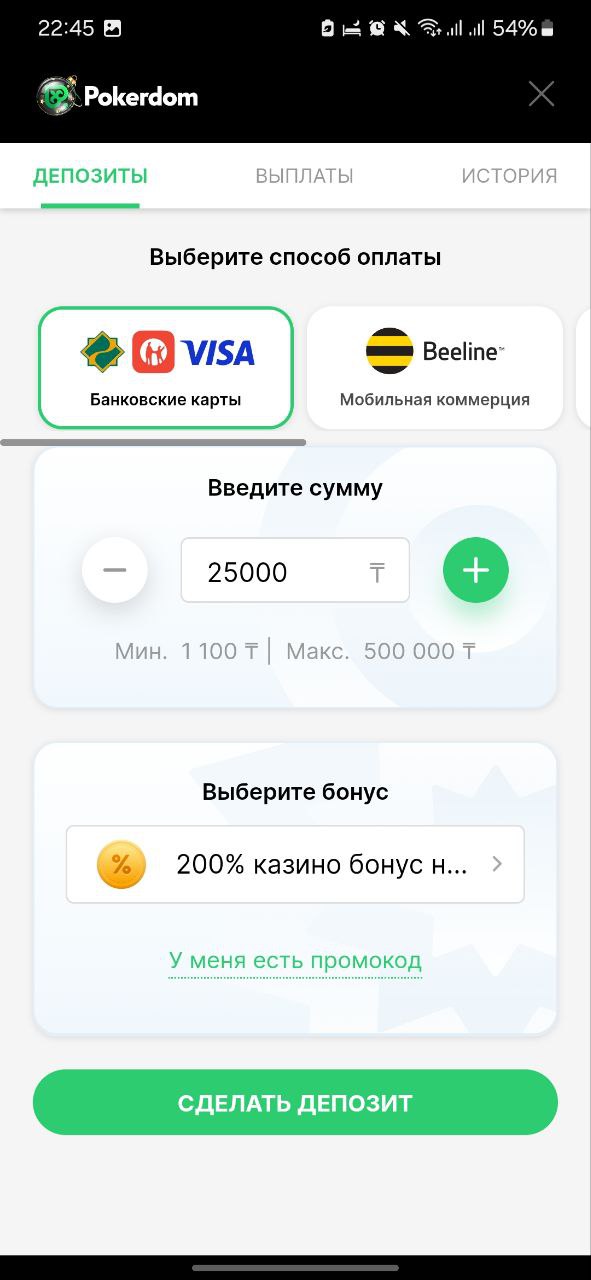 22:45 54%
Pokerdom
ДЕПОЗИТЫ ВЫПЛАТЫ ИСТОРИЯ
Выберите способ оплаты
VISA Beeline™
Банковские карты Мобильная коммерция
Введите сумму
25000 ₸
Мин. 1 100 ₸ | Макс. 500 000 ₸
Выберите бонус
% 200% казино бонус н...
У меня есть промокод
СДЕЛАТЬ ДЕПОЗИТ